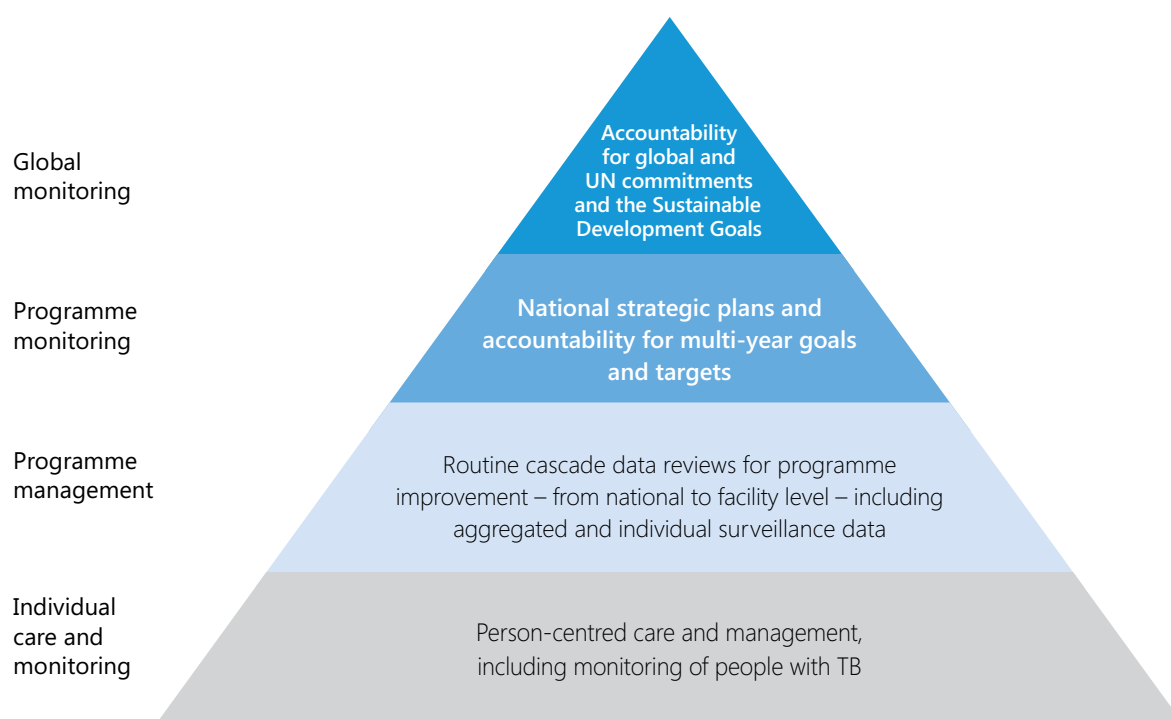 Global
monitoring
Accountability
for global and
UN commitments
and the Sustainable
Development Goals
Programme
monitoring
National strategic plans and
accountability for multi-year goals
and targets
Programme
management
Routine cascade data reviews for programme
improvement – from national to facility level – including
aggregated and individual surveillance data
Individual
care and
monitoring
Person-centred care and management,
including monitoring of people with TB